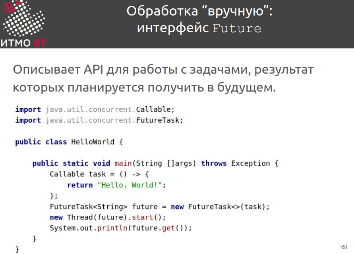 Обработка “вручную”:
интерфейс Future
ИТМО ВТ
Описывает API для работы с задачами, результат
которых планируется получить в будущем.
import java.util.concurrent.Callable;
import java.util.concurrent.FutureTask;
public class HelloWorld {
public static void main(String []args) throws Exception {
Callable task = () -> {
return "Hello, World!";
};
FutureTask<String> future = new FutureTask<>(task);
new Thread(future).start();
System.out.println(future.get());
}
}